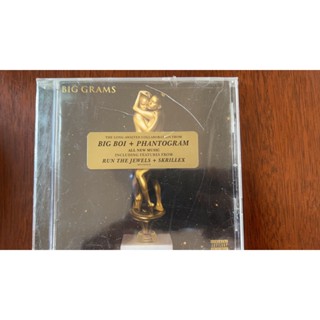 BIG GRAMS
THE LONG-AWAITED COLLABORATION FROM
BIG BOI + PHANTOGRAM
ALL NEW MUSIC
INCLUDING FEATURES FROM
RUN THE JEWELS + SKRILLEX